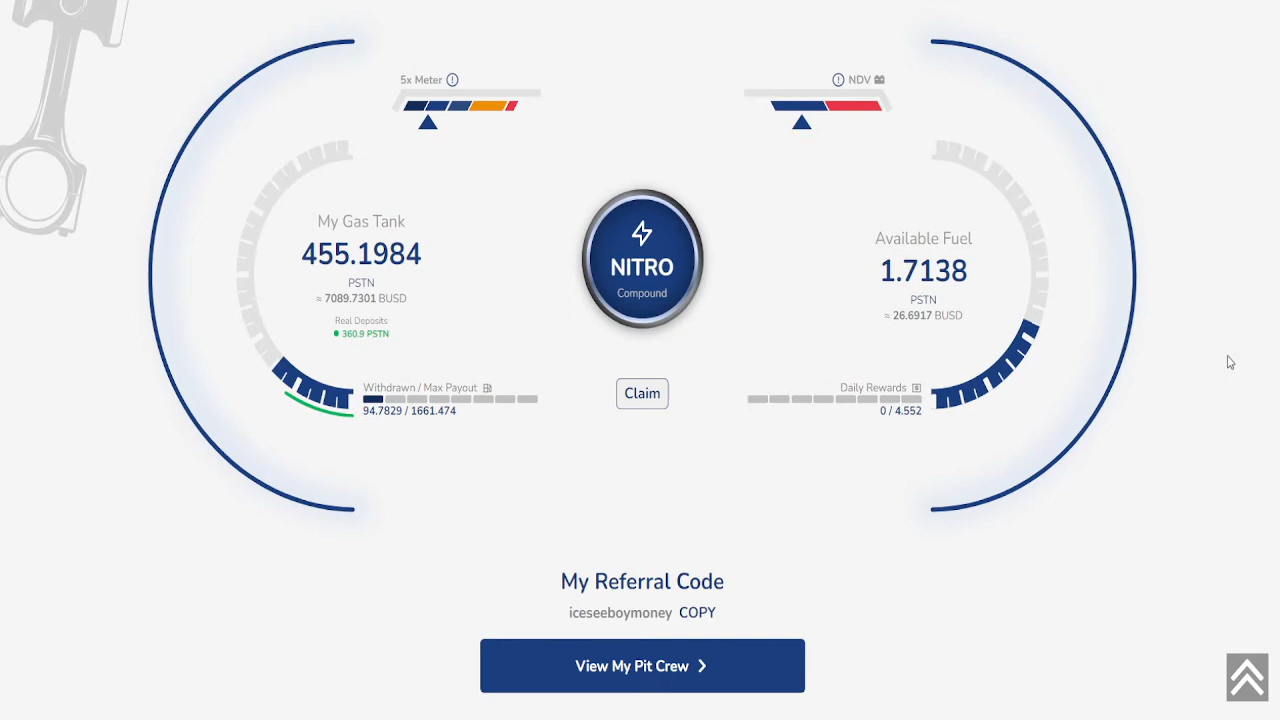 5x Meter
NDV
My Gas Tank
455.1984
PSTN
≈ 7089.7301 BUSD
Real Deposits
360.9 PSTN
Withdrawn / Max Payout
94.7829 / 1661.474
NITRO
Compound
Claim
Available Fuel
1.7138
PSTN
≈ 26.6917 BUSD
Daily Rewards
0 / 4.552
My Referral Code
iceseeboymoney COPY
View My Pit Crew